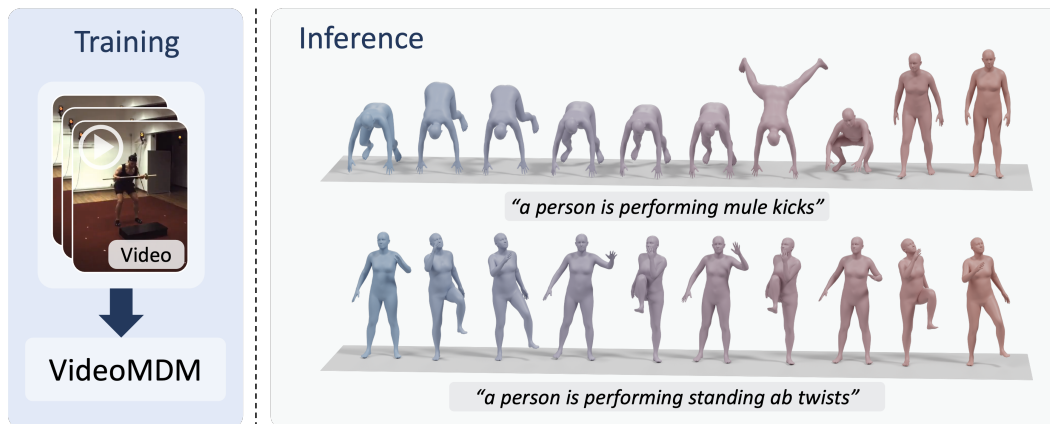 Training
Video
VideoMDM
Inference
“a person is performing mule kicks”
“a person is performing standing ab twists”